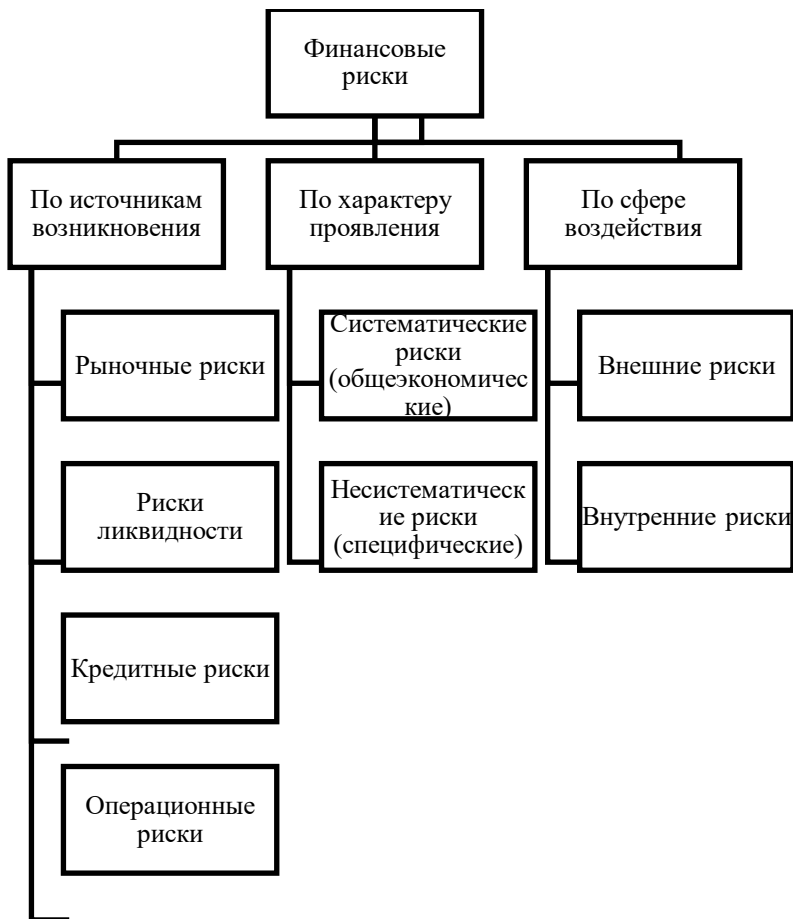 Финансовые
риски
По источникам
возникновения
По характеру
проявления
По сфере
воздействия
Рыночные риски
Систематические
риски
(общеэкономичес
кие)
Внешние риски
Риски
ликвидности
Несистематическ
ие риски
(специфические)
Внутренние риски
Кредитные риски
Операционные
риски